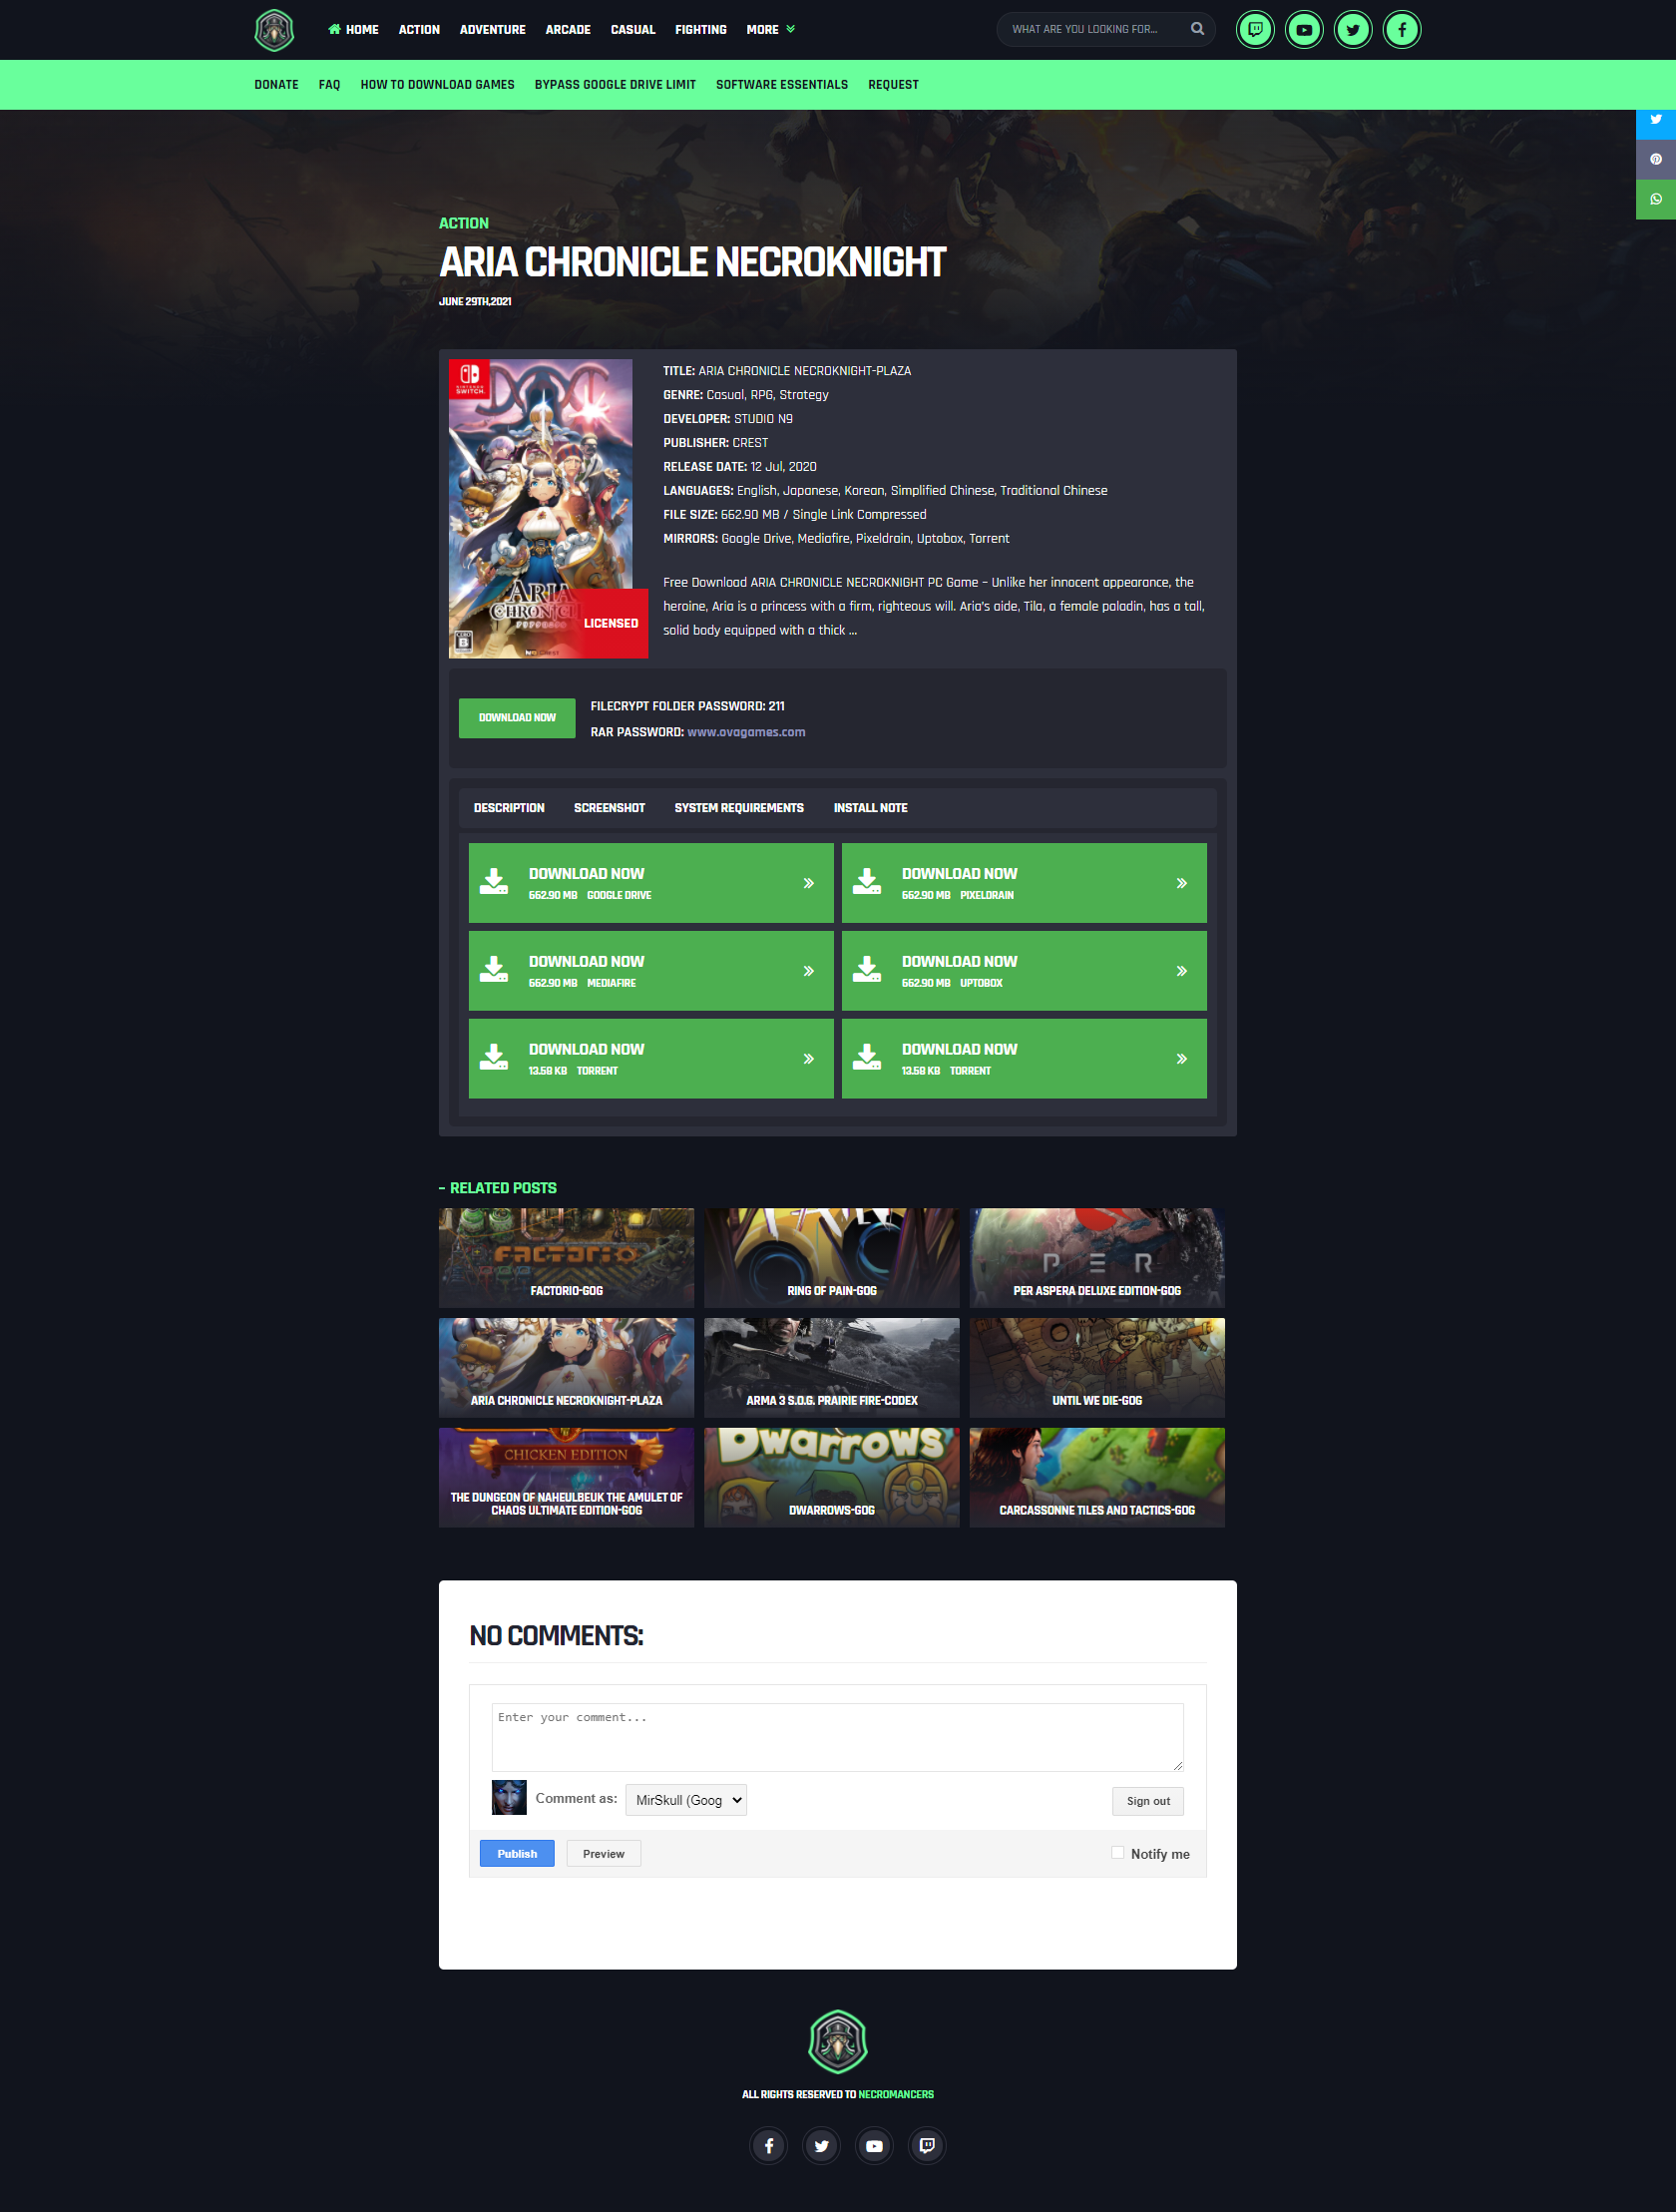 HOME ACTION ADVENTURE ARCADE CASUAL FIGHTING MORE WHAT ARE YOU LOOKING FOR...
DONATE FAQ HOW TO DOWNLOAD GAMES BYPASS GOOGLE DRIVE LIMIT SOFTWARE ESSENTIALS REQUEST
ACTION
ARIA CHRONICLE NECROKNIGHT
JUNE 29TH,2021
NINTENDO
SWITCH
ARIA
LICENSED
B
TITLE: ARIA CHRONICLE NECROKNIGHT-PLAZA
GENRE: Casual, RPG, Strategy
DEVELOPER: STUDIO N9
PUBLISHER: CREST
RELEASE DATE: 12 Jul, 2020
LANGUAGES: English, Japanese, Korean, Simplified Chinese, Traditional Chinese
FILE SIZE: 662.90 MB / Single Link Compressed
MIRRORS: Google Drive, Mediafire, Pixeldrain, Uptobox, Torrent
Free Download ARIA CHRONICLE NECROKNIGHT PC Game – Unlike her innocent appearance, the
heroine, Aria is a princess with a firm, righteous will. Aria's aide, Tila, a female paladin, has a tall,
solid body equipped with a thick ...
DOWNLOAD NOW
FILECRYPT FOLDER PASSWORD: 211
RAR PASSWORD: www.ovagames.com
DESCRIPTION SCREENSHOT SYSTEM REQUIREMENTS INSTALL NOTE
DOWNLOAD NOW
662.90 MB GOOGLE DRIVE
DOWNLOAD NOW
662.90 MB PIXELDRAIN
DOWNLOAD NOW
662.90 MB MEDIAFIRE
DOWNLOAD NOW
662.90 MB UPTOBOX
DOWNLOAD NOW
13.58 KB TORRENT
DOWNLOAD NOW
13.58 KB TORRENT
– RELATED POSTS
FACTORIO
FACTORIO-GOG
RING OF PAIN-GOG
PER
PER ASPERA DELUXE EDITION-GOG
ARIA CHRONICLE NECROKNIGHT-PLAZA
ARMA 3 S.O.G. PRAIRIE FIRE-CODEX
UNTIL WE DIE-GOG
CHICKEN EDITION
THE DUNGEON OF NAHEULBEUK THE AMULET OF
CHAOS ULTIMATE EDITION-GOG
Dwarrows
DWARROWS-GOG
CARCASSONNE TILES AND TACTICS-GOG
NO COMMENTS:
Enter your comment...
Comment as: MirSkull (Goog Sign out
Publish Preview Notify me
ALL RIGHTS RESERVED TO NECROMANCERS